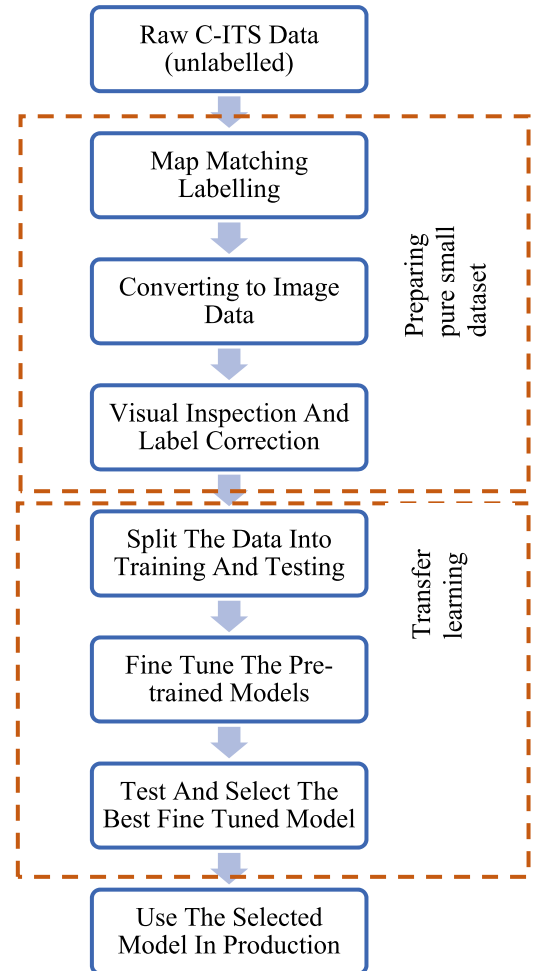 Raw C-ITS Data
(unlabelled)
Map Matching
Labelling
Converting to Image
Data
Visual Inspection And
Label Correction
Preparing
pure small
dataset
Split The Data Into
Training And Testing
Fine Tune The Pre-
trained Models
Test And Select The
Best Fine Tuned Model
Transfer
learning
Use The Selected
Model In Production